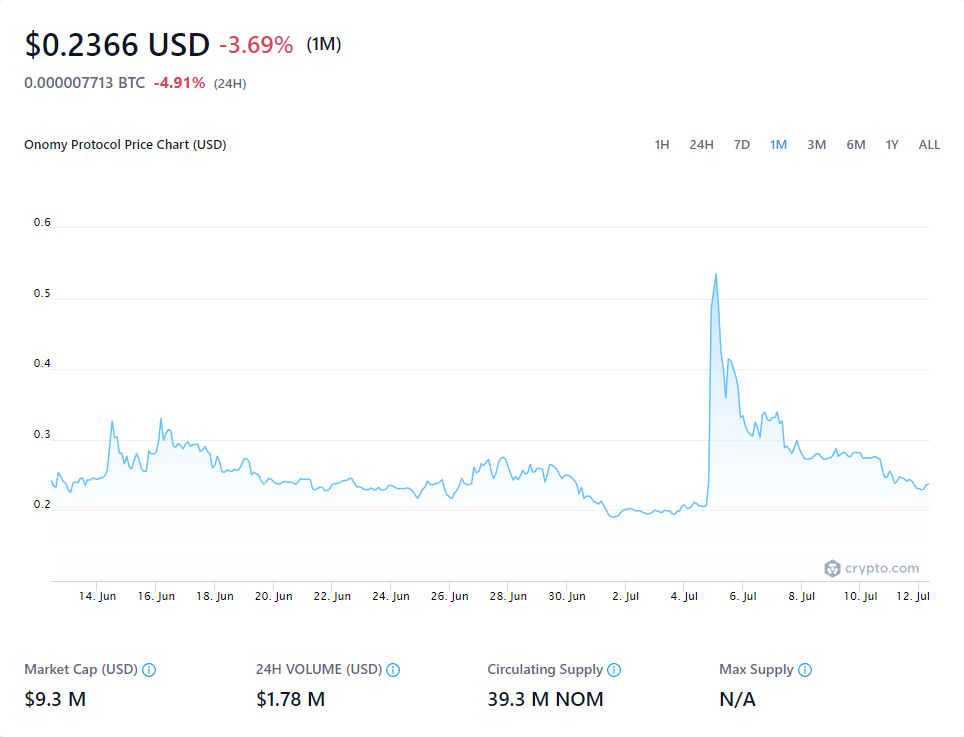 $0.2366 USD -3.69% (1M)
0.000007713 BTC -4.91% (24H)
Onomy Protocol Price Chart (USD) 1H 24H 7D 1M 3M 6M 1Y ALL
0.6
0.5
0.4
0.3
0.2
crypto.com
14. Jun 16. Jun 18. Jun 20. Jun 22. Jun 24. Jun 26. Jun 28. Jun 30. Jun 2. Jul 4. Jul 6. Jul 8. Jul 10. Jul 12. Jul
Market Cap (USD) 24H VOLUME (USD) Circulating Supply Max Supply
$9.3 M $1.78 M 39.3 M NOM N/A